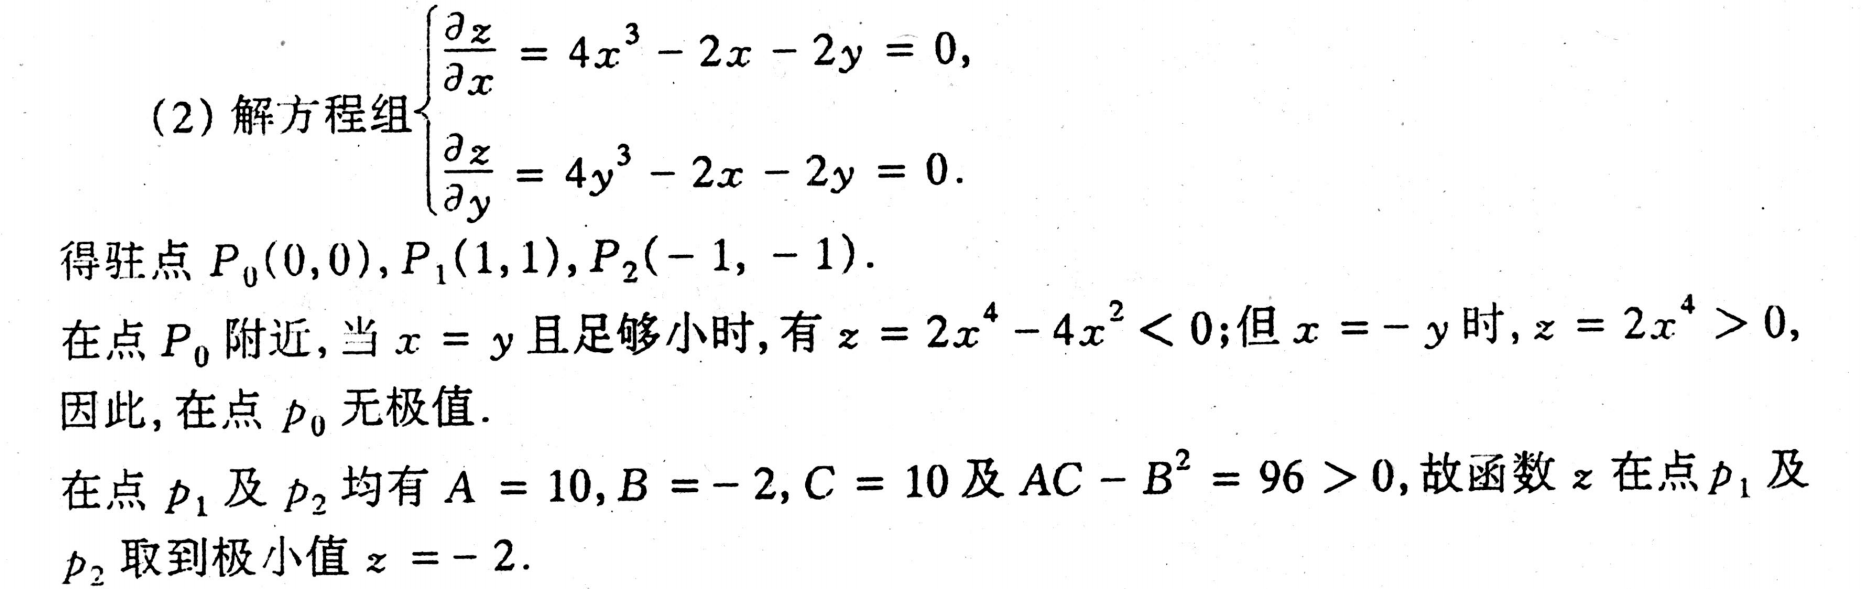 (2) 解方程组{∂z/∂x = 4x³ − 2x − 2y = 0,
∂z/∂y = 4y³ − 2x − 2y = 0.
得驻点 P₀(0,0), P₁(1,1), P₂(− 1, − 1).
在点 P₀ 附近, 当 x = y 且足够小时, 有 z = 2x⁴ − 4x² < 0;但 x = − y 时, z = 2x⁴ > 0,
因此, 在点 p₀ 无极值.
在点 p₁ 及 p₂ 均有 A = 10, B = − 2, C = 10 及 AC − B² = 96 > 0, 故函数 z 在点 p₁ 及
p₂ 取到极小值 z = − 2.